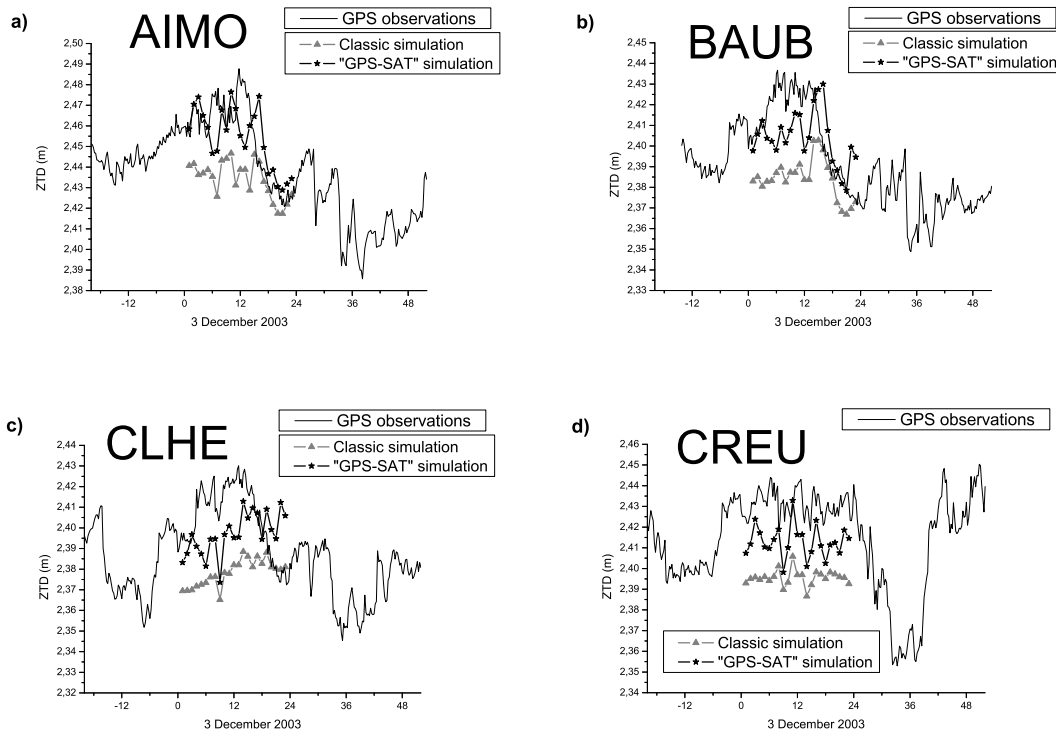 a)
AIMO
GPS observations
Classic simulation
"GPS-SAT" simulation
2,50
2,49
2,48
2,47
2,46
2,45
2,44
2,43
2,42
2,41
2,40
2,39
2,38
ZTD (m)
-12 0 12 24 36 48
3 December 2003
b)
BAUB
GPS observations
Classic simulation
"GPS-SAT" simulation
2,45
2,44
2,43
2,42
2,41
2,40
2,39
2,38
2,37
2,36
2,35
2,34
2,33
ZTD (m)
-12 0 12 24 36 48
3 December 2003
c)
CLHE
GPS observations
Classic simulation
"GPS-SAT" simulation
2,44
2,43
2,42
2,41
2,40
2,39
2,38
2,37
2,36
2,35
2,34
2,33
2,32
ZTD (m)
-12 0 12 24 36 48
3 December 2003
d)
CREU
GPS observations
2,46
2,45
2,44
2,43
2,42
2,41
2,40
2,39
2,38
2,37
2,36
2,35
2,34
ZTD (m)
Classic simulation
"GPS-SAT" simulation
-12 0 12 24 36 48
3 December 2003